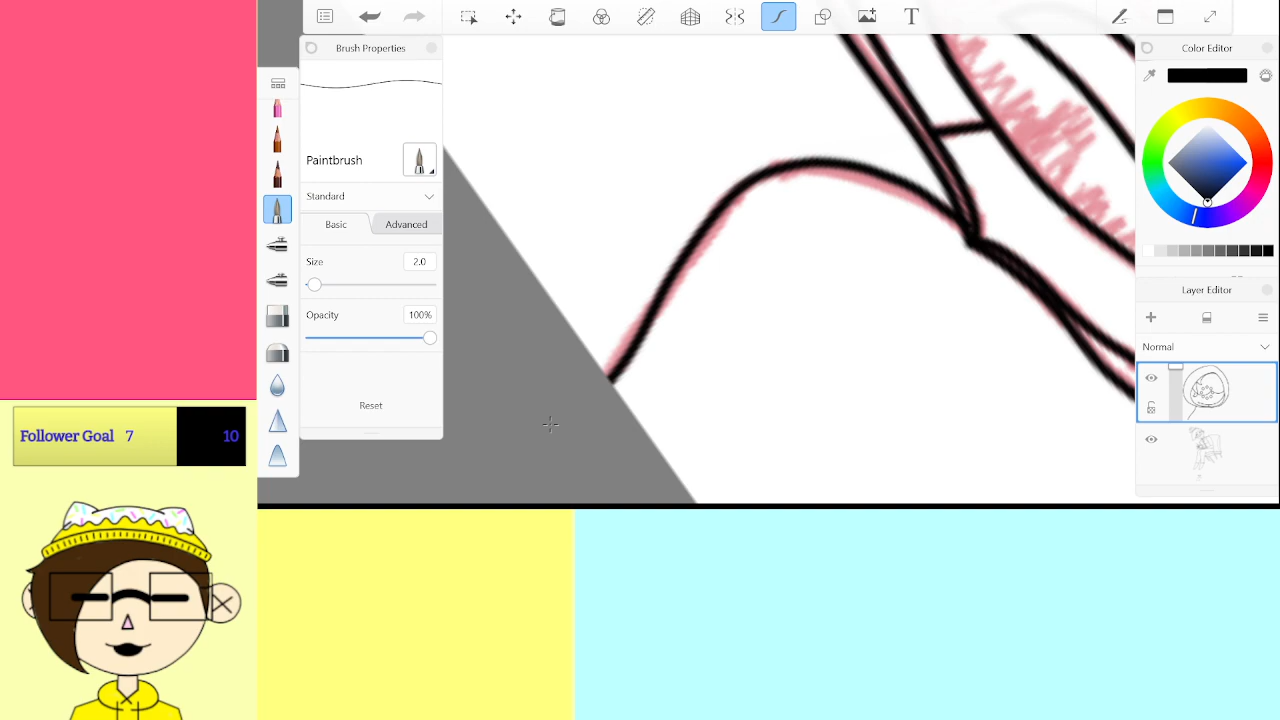 T
Brush Properties
Color Editor
Paintbrush
Standard
Basic
Advanced
Size
2.0
Opacity
100%
Reset
Layer Editor
Normal
Follower Goal 7
10